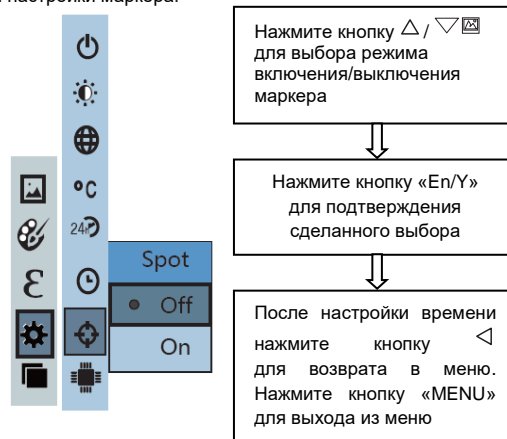 настройки маркера.
°C
24h
ε
Spot
Off
On
Нажмите кнопку △ / ▽
для выбора режима
включения/выключения
маркера
Нажмите кнопку «En/Y»
для подтверждения
сделанного выбора
После настройки времени
нажмите кнопку ◁
для возврата в меню.
Нажмите кнопку «MENU»
для выхода из меню